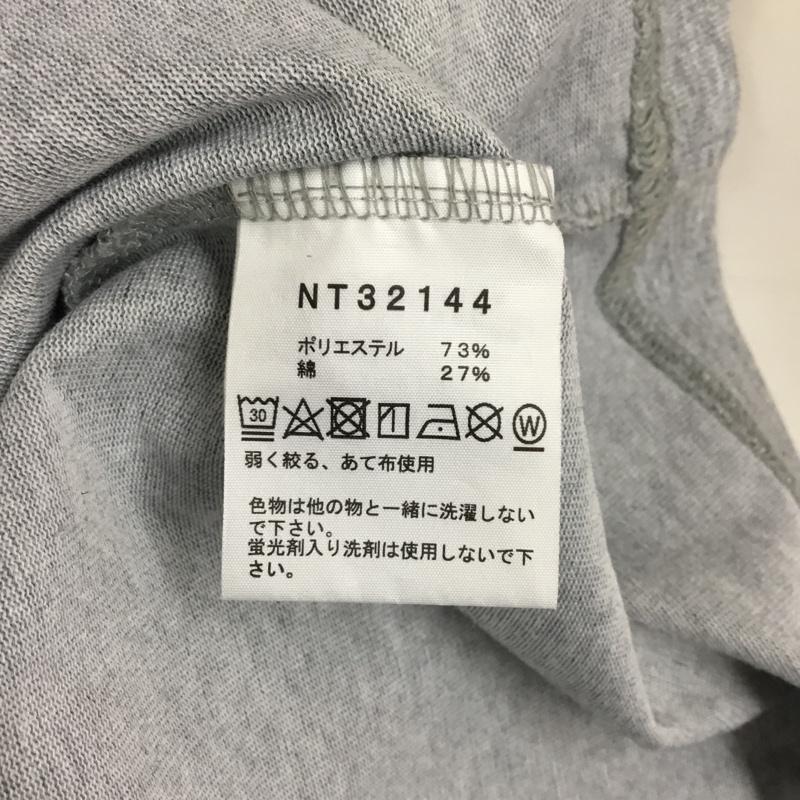 NT32144
ポリエステル 73%
綿 27%
30 W
弱く絞る、あて布使用
色物は他の物と一緒に洗濯しない
で下さい。
蛍光剤入り洗剤は使用しないで下
さい。